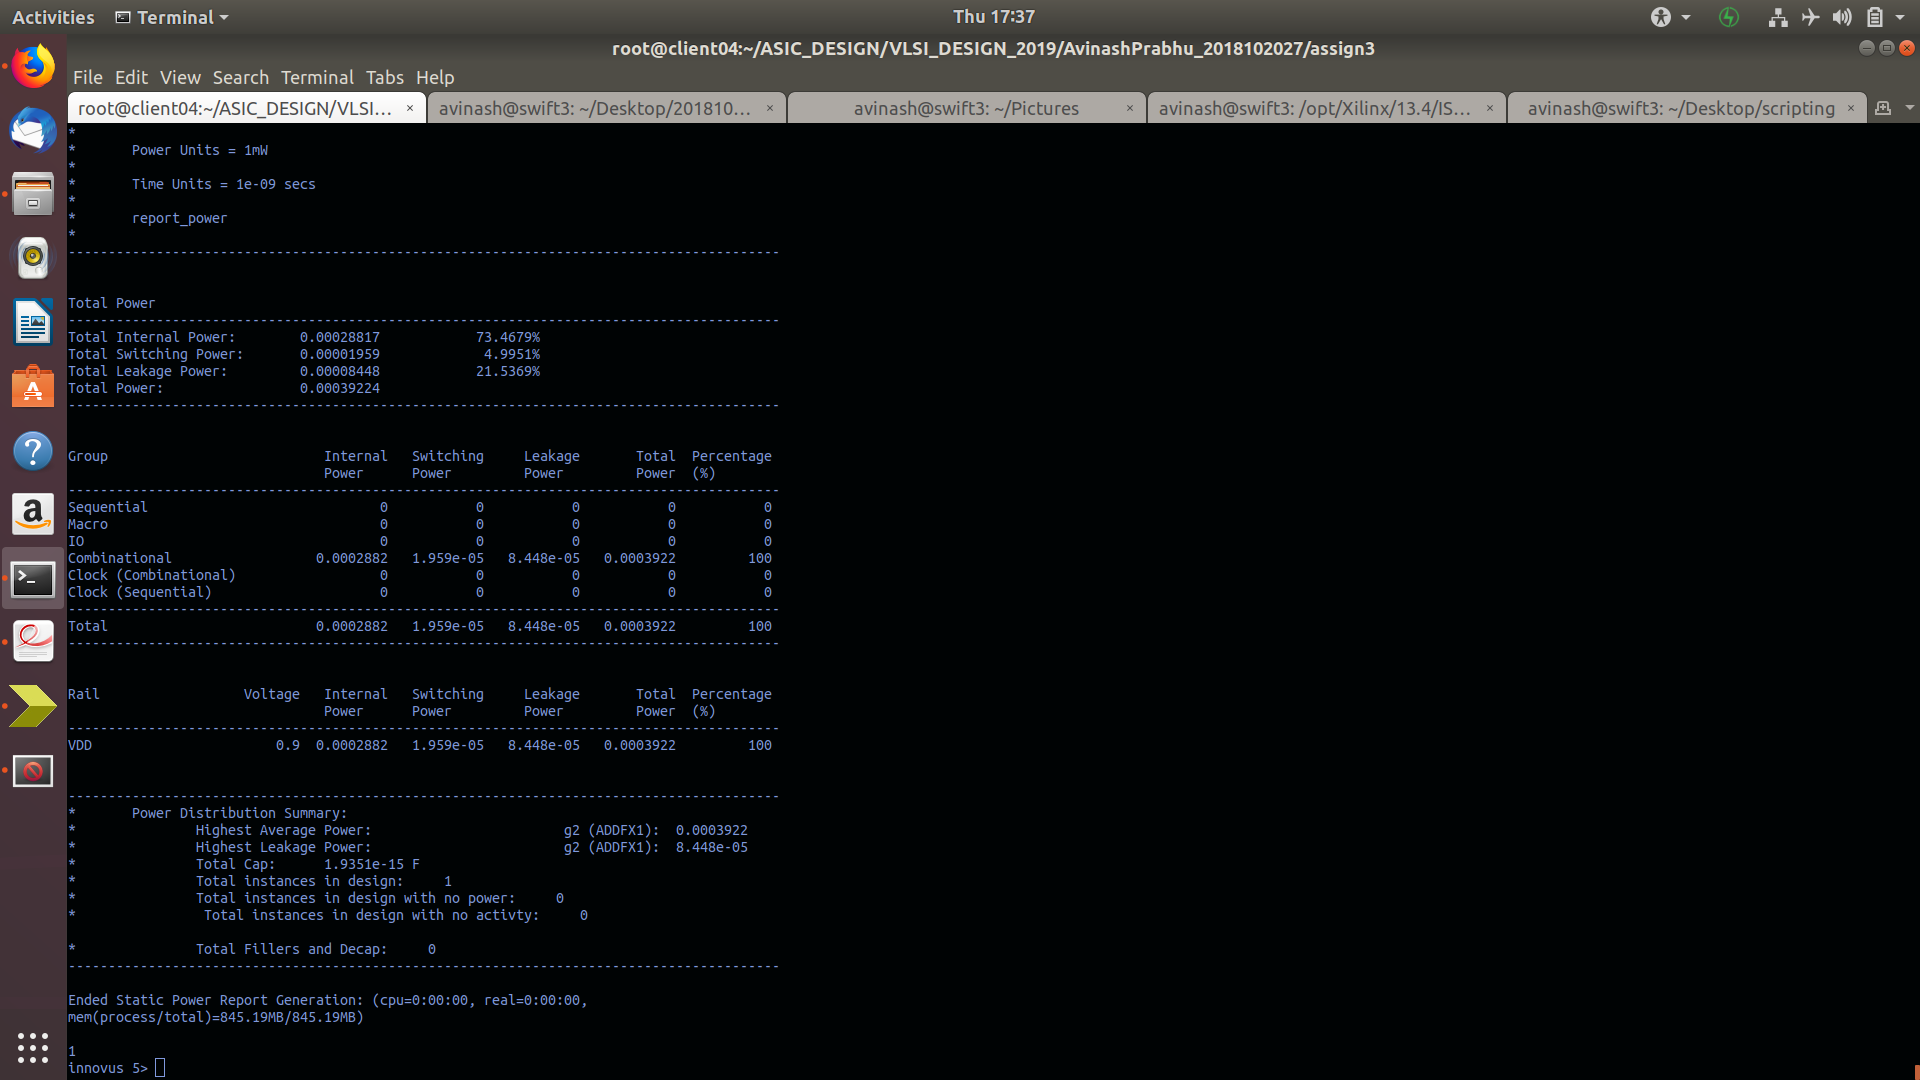 Activities Terminal Thu 17:37
root@client04:~/ASIC_DESIGN/VLSI_DESIGN_2019/AvinashPrabhu_2018102027/assign3
File Edit View Search Terminal Tabs Help
root@client04:~/ASIC_DESIGN/VLSI… × avinash@swift3: ~/Desktop/201810… × avinash@swift3: ~/Pictures × avinash@swift3: /opt/Xilinx/13.4/IS… × avinash@swift3: ~/Desktop/scripting ×
*
* Power Units = 1mW
*
* Time Units = 1e-09 secs
*
* report_power
*
-----------------------------------------------------------------------------------------
Total Power
-----------------------------------------------------------------------------------------
Total Internal Power: 0.00028817 73.4679%
Total Switching Power: 0.00001959 4.9951%
Total Leakage Power: 0.00008448 21.5369%
Total Power: 0.00039224
-----------------------------------------------------------------------------------------
Group Internal Switching Leakage Total Percentage
Power Power Power Power (%)
-----------------------------------------------------------------------------------------
Sequential 0 0 0 0 0
Macro 0 0 0 0 0
IO 0 0 0 0 0
Combinational 0.0002882 1.959e-05 8.448e-05 0.0003922 100
Clock (Combinational) 0 0 0 0 0
Clock (Sequential) 0 0 0 0 0
-----------------------------------------------------------------------------------------
Total 0.0002882 1.959e-05 8.448e-05 0.0003922 100
-----------------------------------------------------------------------------------------
Rail Voltage Internal Switching Leakage Total Percentage
Power Power Power Power (%)
-----------------------------------------------------------------------------------------
VDD 0.9 0.0002882 1.959e-05 8.448e-05 0.0003922 100
-----------------------------------------------------------------------------------------
* Power Distribution Summary:
* Highest Average Power: g2 (ADDFX1): 0.0003922
* Highest Leakage Power: g2 (ADDFX1): 8.448e-05
* Total Cap: 1.9351e-15 F
* Total instances in design: 1
* Total instances in design with no power: 0
* Total instances in design with no activty: 0
* Total Fillers and Decap: 0
-----------------------------------------------------------------------------------------
Ended Static Power Report Generation: (cpu=0:00:00, real=0:00:00,
mem(process/total)=845.19MB/845.19MB)
1
innovus 5>